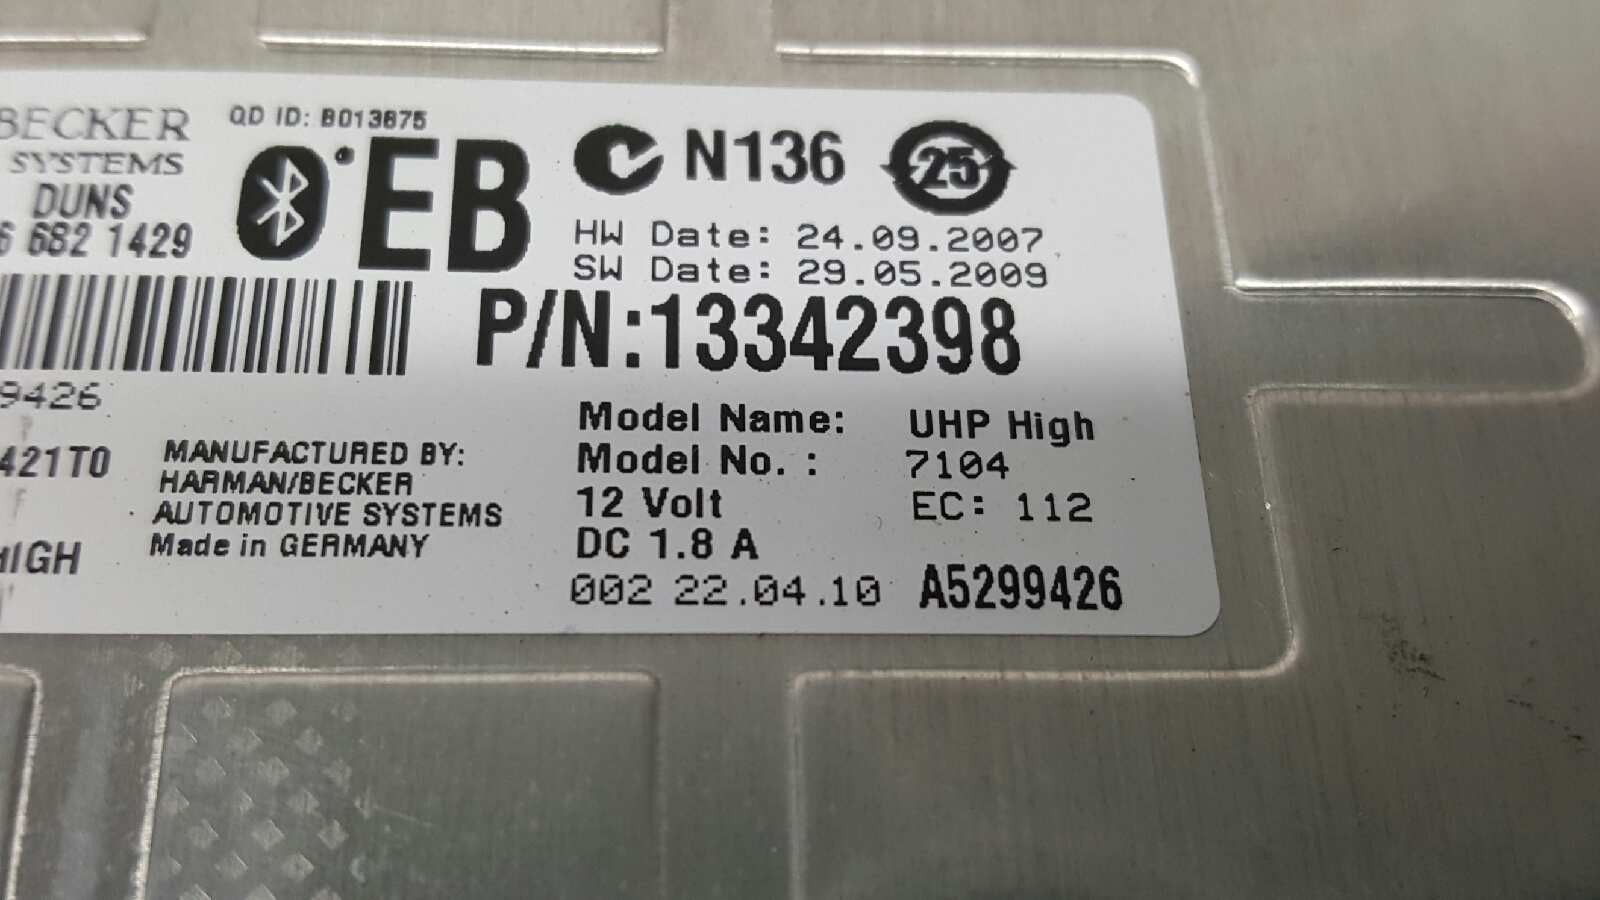 BECKER
SYSTEMS
DUNS
6 682 1429
QD ID: B013875
EB
N136
25
HW Date: 24.09.2007
SW Date: 29.05.2009
P/N:13342398
9426
421T0
HIGH
MANUFACTURED BY:
HARMAN/BECKER
AUTOMOTIVE SYSTEMS
Made in GERMANY
Model Name: UHP High
Model No. : 7104
12 Volt EC: 112
DC 1.8 A
002 22.04.10 A5299426